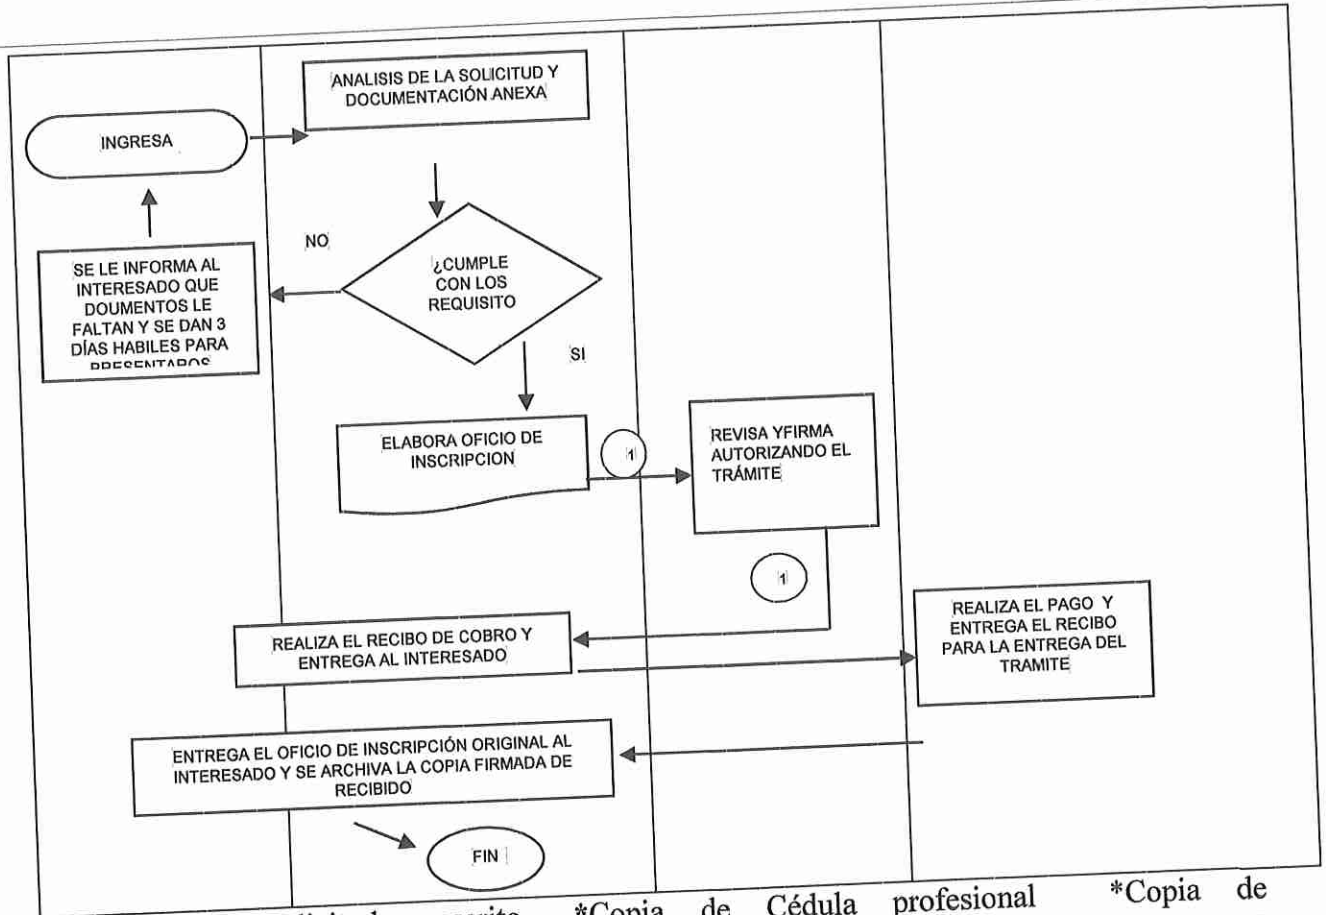 ANALISIS DE LA SOLICITUD Y
DOCUMENTACIÓN ANEXA
INGRESA
NO
¿CUMPLE
CON LOS
REQUISITO
SE LE INFORMA AL
INTERESADO QUE
DOUMENTOS LE
FALTAN Y SE DAN 3
DÍAS HABILES PARA
PRESENTAROS
SI
ELABORA OFICIO DE
INSCRIPCION
1
REVISA YFIRMA
AUTORIZANDO EL
TRÁMITE
1
REALIZA EL RECIBO DE COBRO Y
ENTREGA AL INTERESADO
REALIZA EL PAGO Y
ENTREGA EL RECIBO
PARA LA ENTREGA DEL
TRAMITE
ENTREGA EL OFICIO DE INSCRIPCIÓN ORIGINAL AL
INTERESADO Y SE ARCHIVA LA COPIA FIRMADA DE
RECIBIDO
FIN
*Copia de Cédula profesional *Copia de